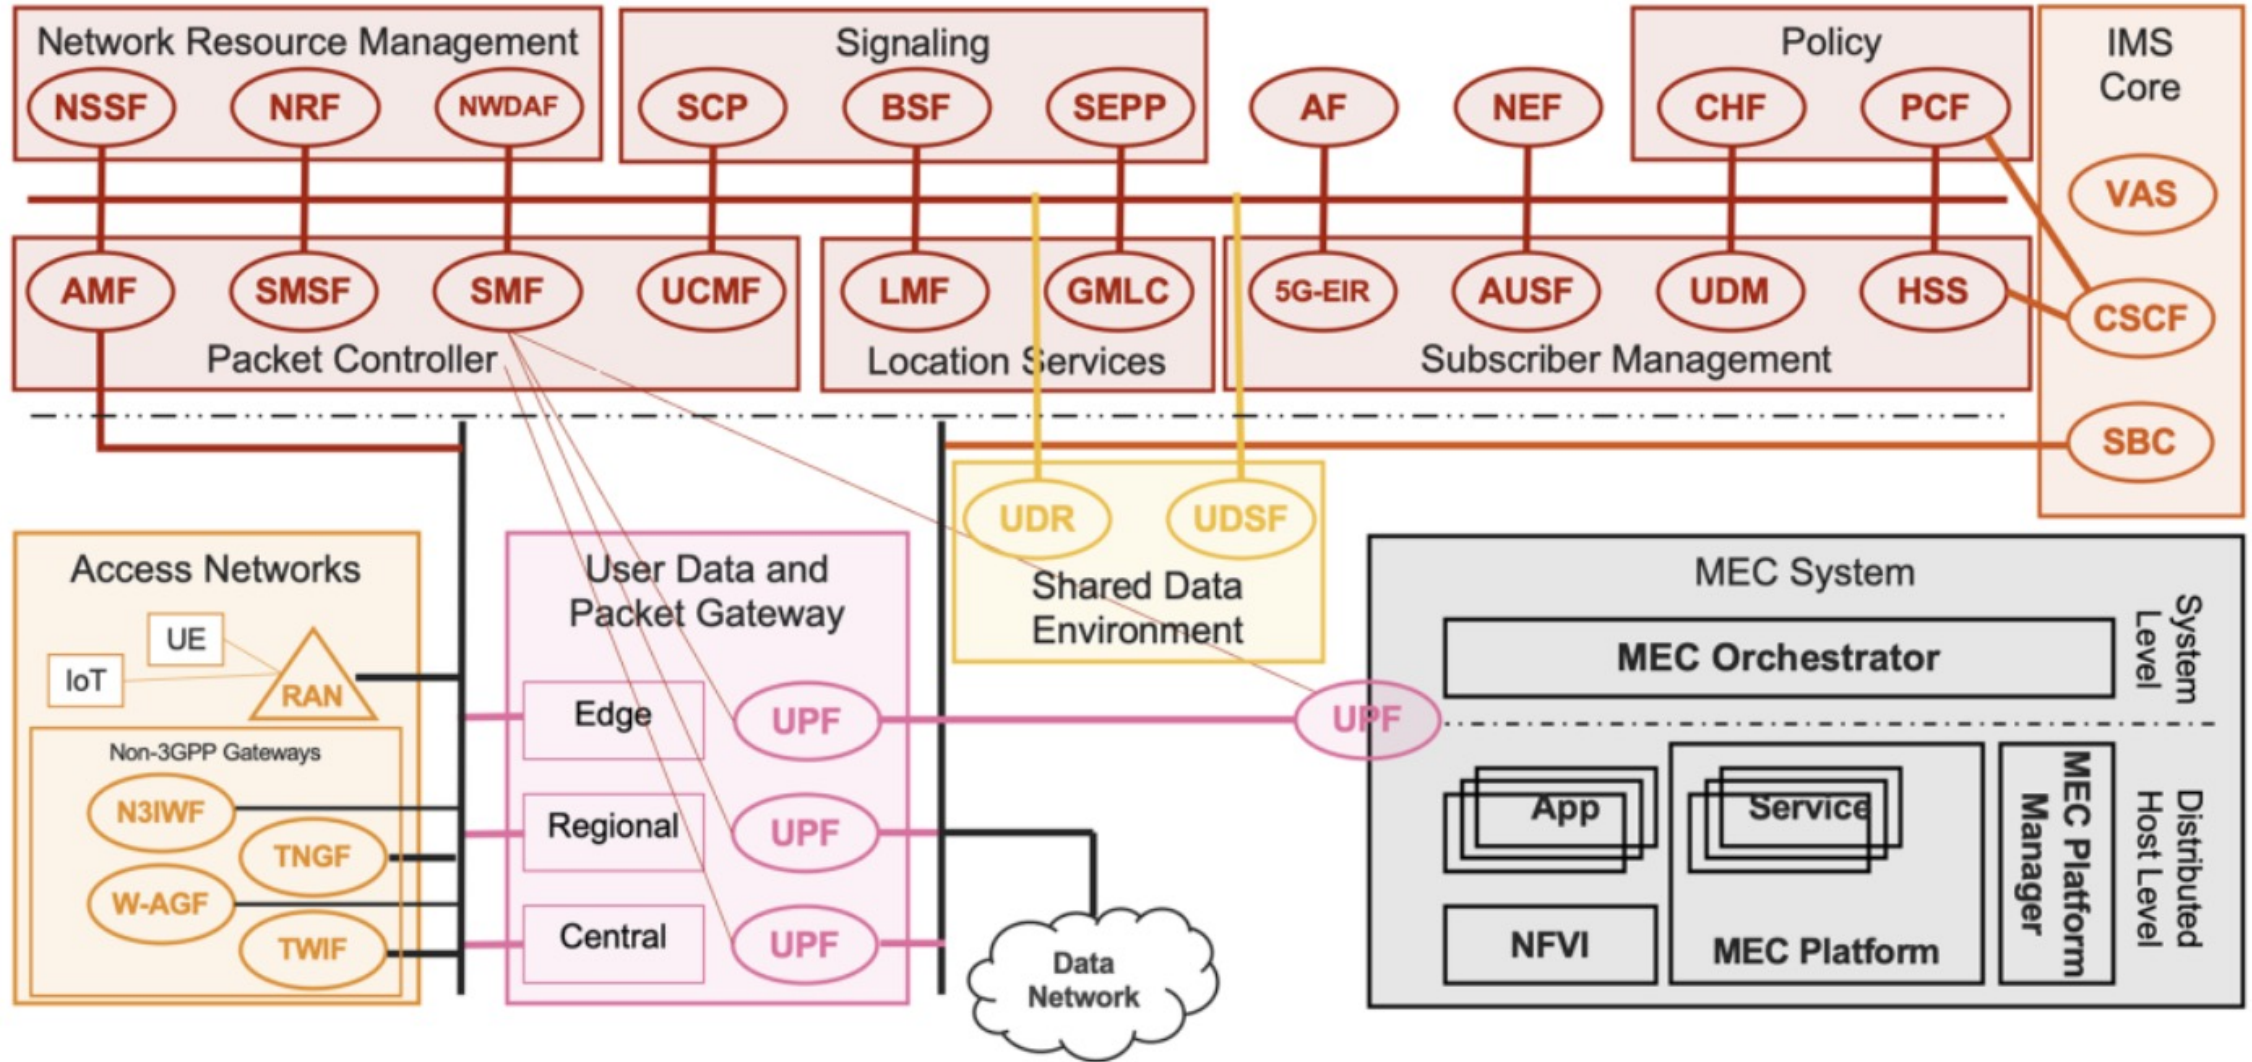 Network Resource Management
NSSF
NRF
NWDAF
Signaling
SCP
BSF
SEPP
AF
NEF
Policy
CHF
PCF
IMS
Core
VAS
CSCF
SBC
AMF
SMSF
SMF
UCMF
Packet Controller
LMF
GMLC
Location Services
5G-EIR
AUSF
UDM
HSS
Subscriber Management
Access Networks
UE
IoT
RAN
Non-3GPP Gateways
N3IWF
TNGF
W-AGF
TWIF
User Data and
Packet Gateway
Edge
UPF
Regional
UPF
Central
UPF
UDR
UDSF
Shared Data
Environment
UPF
Data
Network
MEC System
MEC Orchestrator
System
Level
App
Service
NFVI
MEC Platform
MEC Platform
Manager
Distributed
Host Level